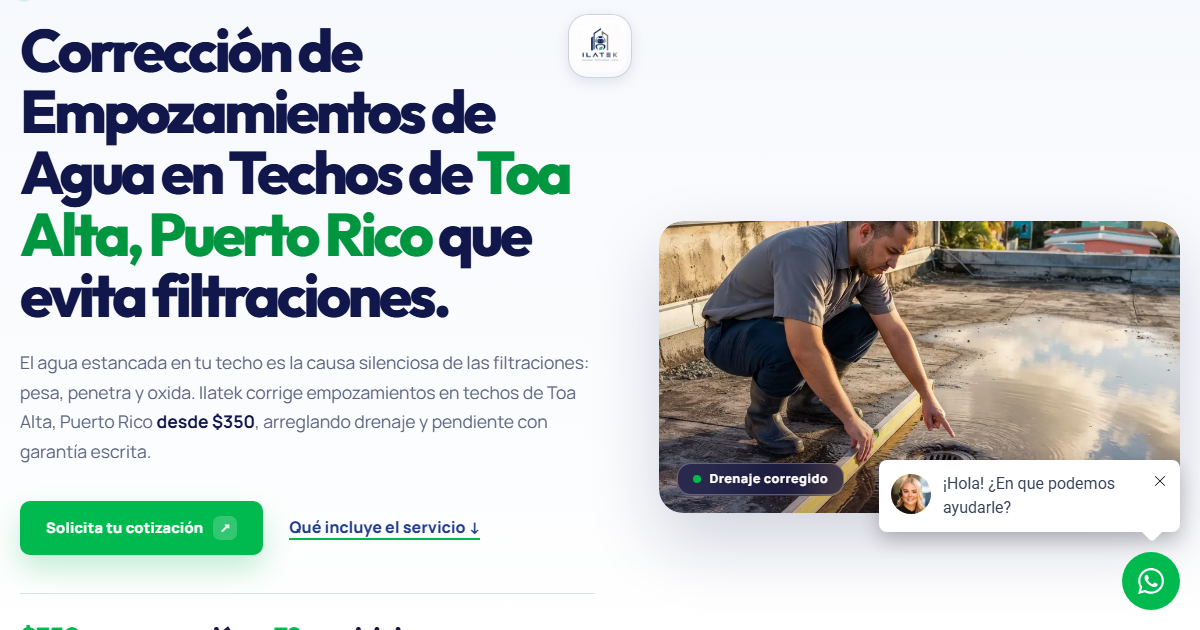 ILATEK
Corrección de
Empozamientos de
Agua en Techos de Toa
Alta, Puerto Rico que
evita filtraciones.
El agua estancada en tu techo es la causa silenciosa de las filtraciones:
pesa, penetra y oxida. Ilatek corrige empozamientos en techos de Toa
Alta, Puerto Rico desde $350, arreglando drenaje y pendiente con
garantía escrita.
Solicita tu cotización ↗
Qué incluye el servicio ↓
Drenaje corregido
¡Hola! ¿En que podemos
ayudarle?